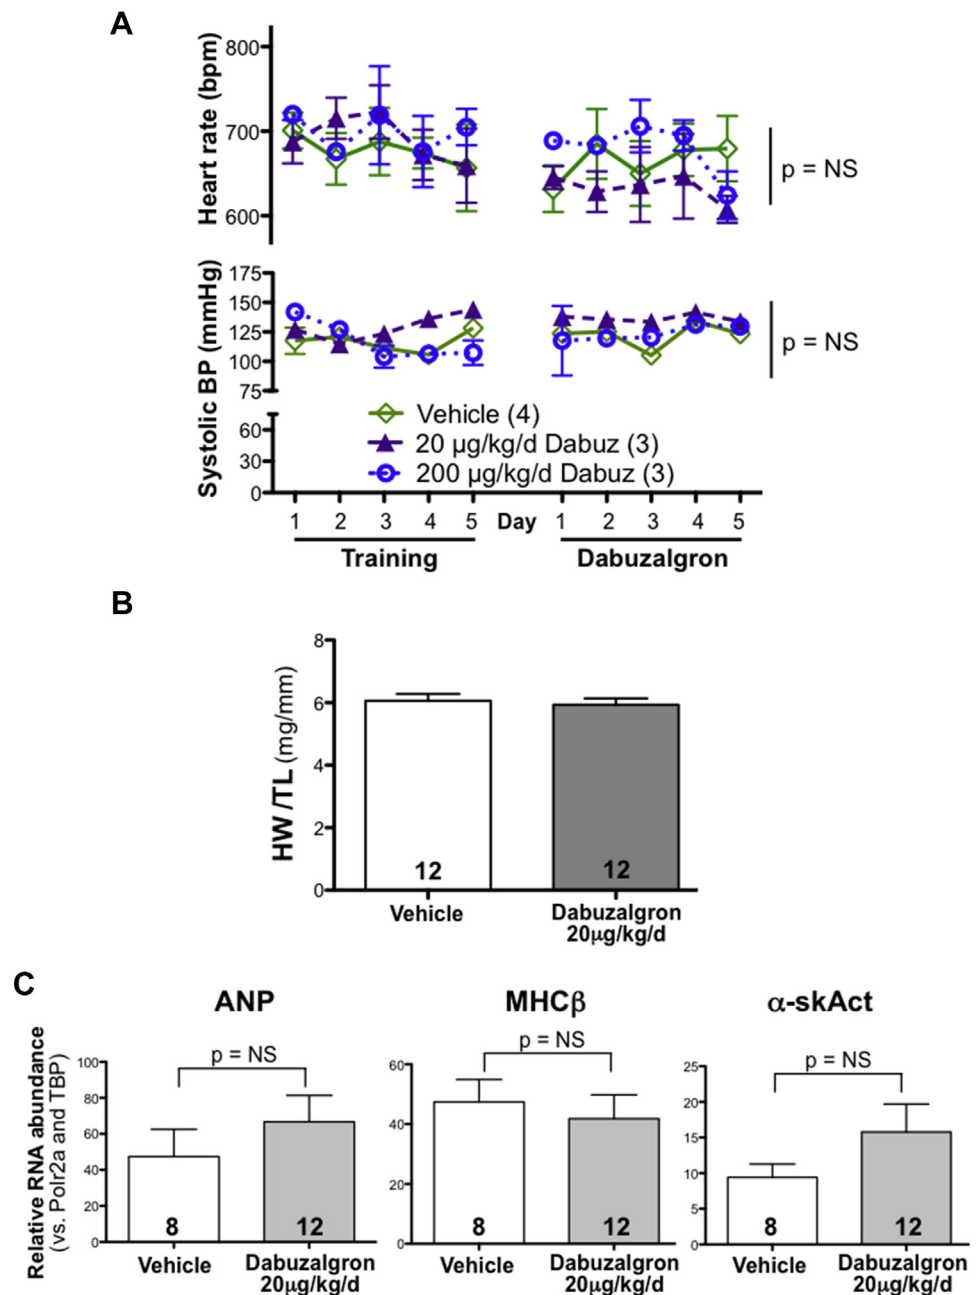 A
Heart rate (bpm)
800
700
600
p = NS
Systolic BP (mmHg)
175
150
125
100
75
60
30
0
p = NS
Vehicle (4)
20 µg/kg/d Dabuz (3)
200 µg/kg/d Dabuz (3)
1 2 3 4 5 Day 1 2 3 4 5
Training Dabuzalgron
B
HW /TL (mg/mm)
8
6
4
2
0
12 12
Vehicle Dabuzalgron
20µg/kg/d
C
Relative RNA abundance
(vs. Polr2a and TBP)
ANP
p = NS
100
80
60
40
20
0
8 12
Vehicle Dabuzalgron
20µg/kg/d
MHCβ
p = NS
60
40
20
0
8 12
Vehicle Dabuzalgron
20µg/kg/d
α-skAct
p = NS
25
20
15
10
5
0
8 12
Vehicle Dabuzalgron
20µg/kg/d